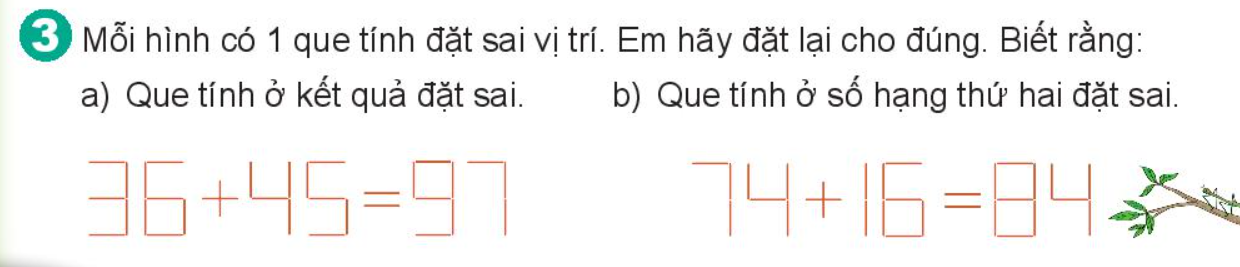 3 Mỗi hình có 1 que tính đặt sai vị trí. Em hãy đặt lại cho đúng. Biết rằng:
a) Que tính ở kết quả đặt sai. b) Que tính ở số hạng thứ hai đặt sai.
36+45=97 74+16=84